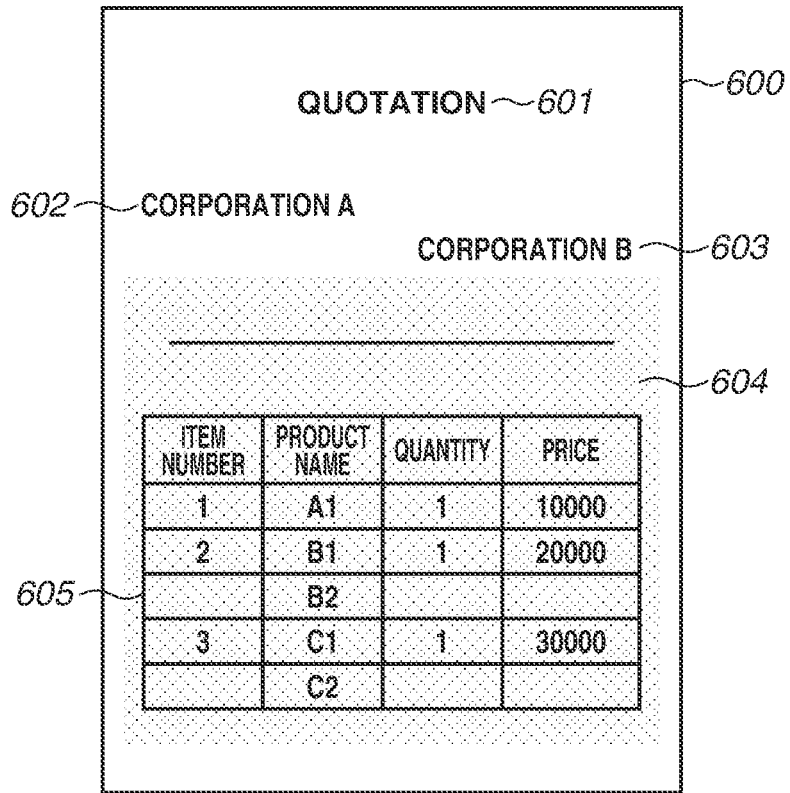 600
QUOTATION 601
602 CORPORATION A
CORPORATION B 603
604
ITEM NUMBER PRODUCT NAME QUANTITY PRICE
1 A1 1 10000
2 B1 1 20000
605 B2
3 C1 1 30000
C2